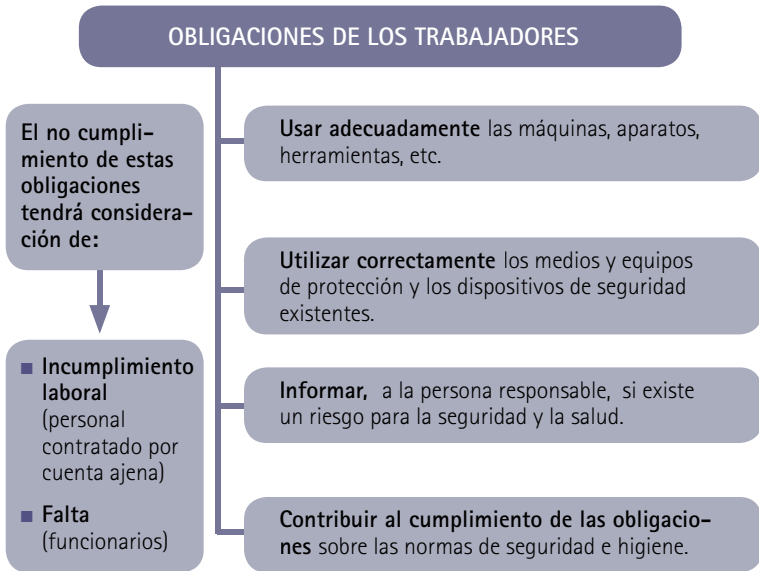 OBLIGACIONES DE LOS TRABAJADORES
El no cumpli-
miento de estas
obligaciones
tendrá considera-
ción de:
■ Incumplimiento
laboral
(personal
contratado por
cuenta ajena)
■ Falta
(funcionarios)
Usar adecuadamente las máquinas, aparatos,
herramientas, etc.
Utilizar correctamente los medios y equipos
de protección y los dispositivos de seguridad
existentes.
Informar, a la persona responsable, si existe
un riesgo para la seguridad y la salud.
Contribuir al cumplimiento de las obligacio-
nes sobre las normas de seguridad e higiene.